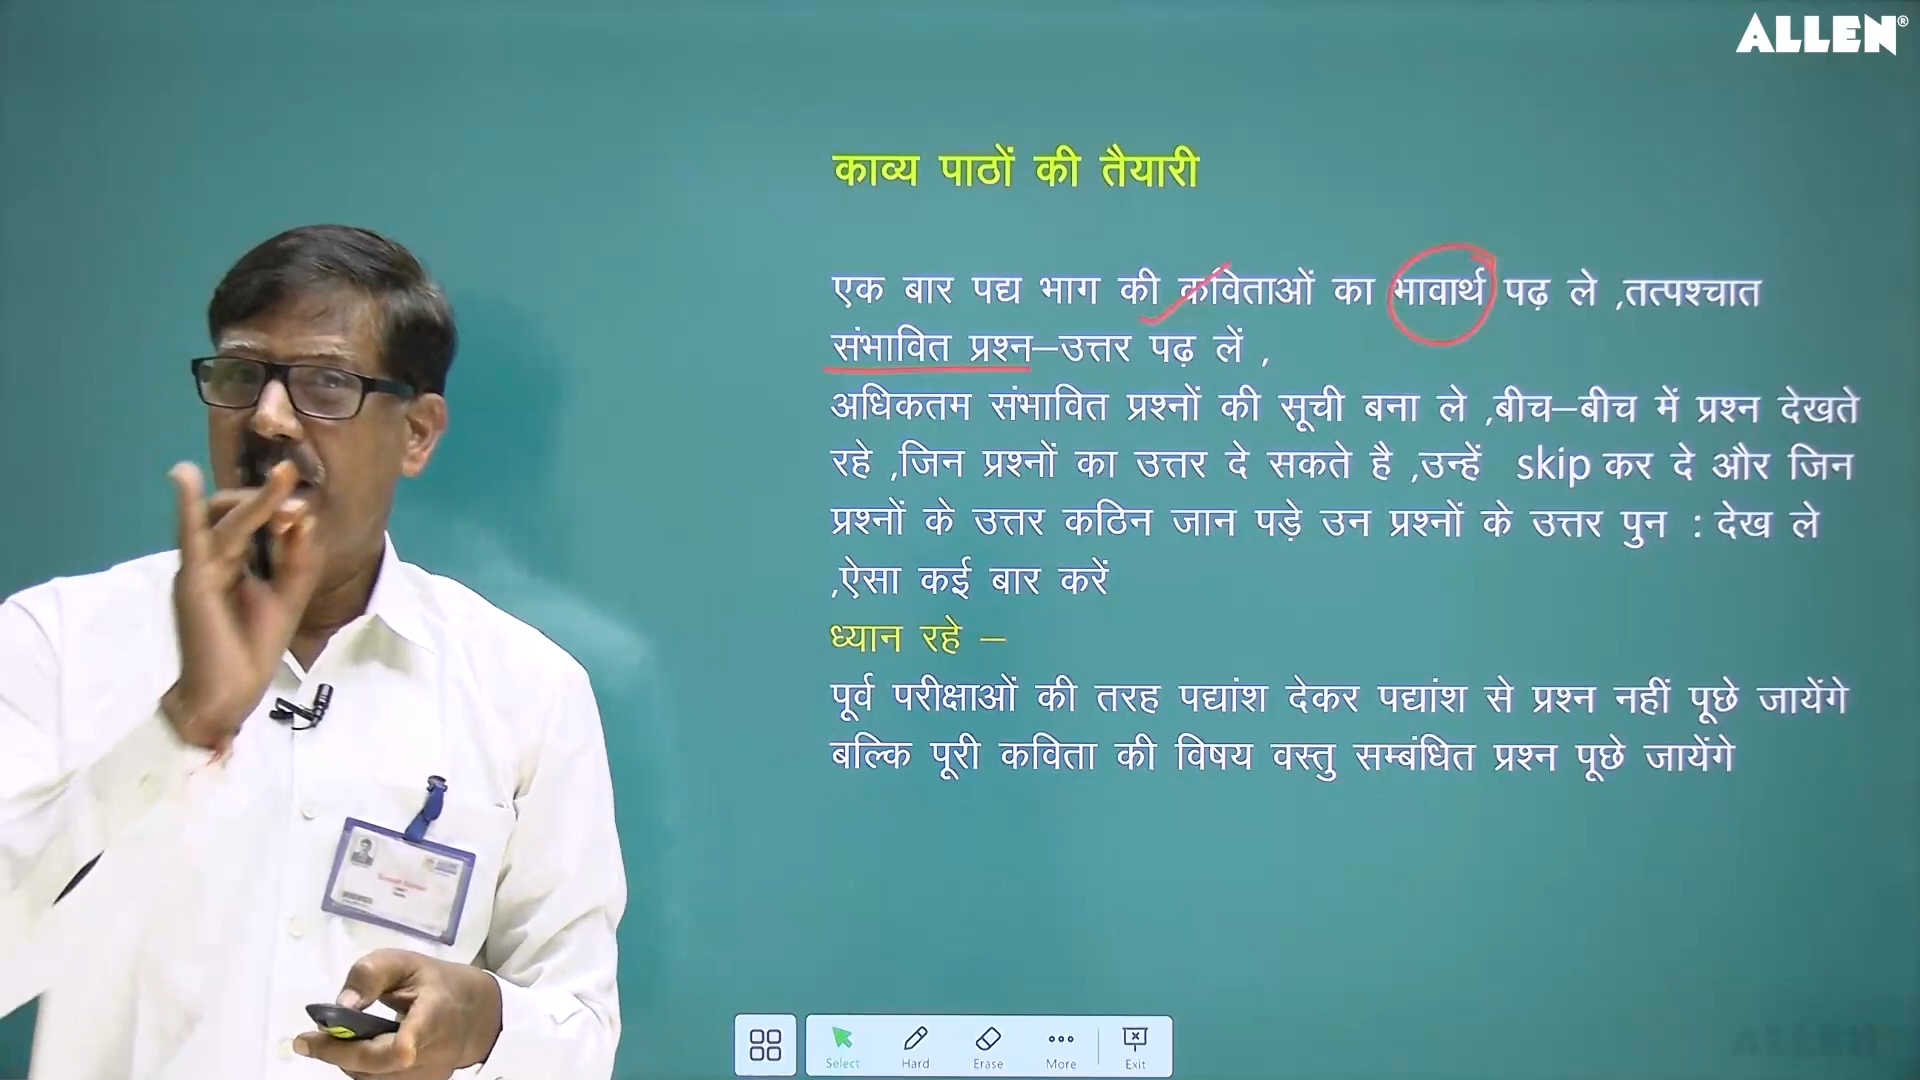 ALLEN®
काव्य पाठों की तैयारी
एक बार पद्य भाग की कविताओं का भावार्थ पढ़ ले ,तत्पश्चात
संभावित प्रश्न–उत्तर पढ़ लें ,
अधिकतम संभावित प्रश्नों की सूची बना ले ,बीच–बीच में प्रश्न देखते
रहे ,जिन प्रश्नों का उत्तर दे सकते है ,उन्हें skip कर दे और जिन
प्रश्नों के उत्तर कठिन जान पड़े उन प्रश्नों के उत्तर पुन : देख ले
,ऐसा कई बार करें
ध्यान रहे –
पूर्व परीक्षाओं की तरह पद्यांश देकर पद्यांश से प्रश्न नहीं पूछे जायेंगे
बल्कि पूरी कविता की विषय वस्तु सम्बंधित प्रश्न पूछे जायेंगे
Select Hard Erase More Exit
ALLEN